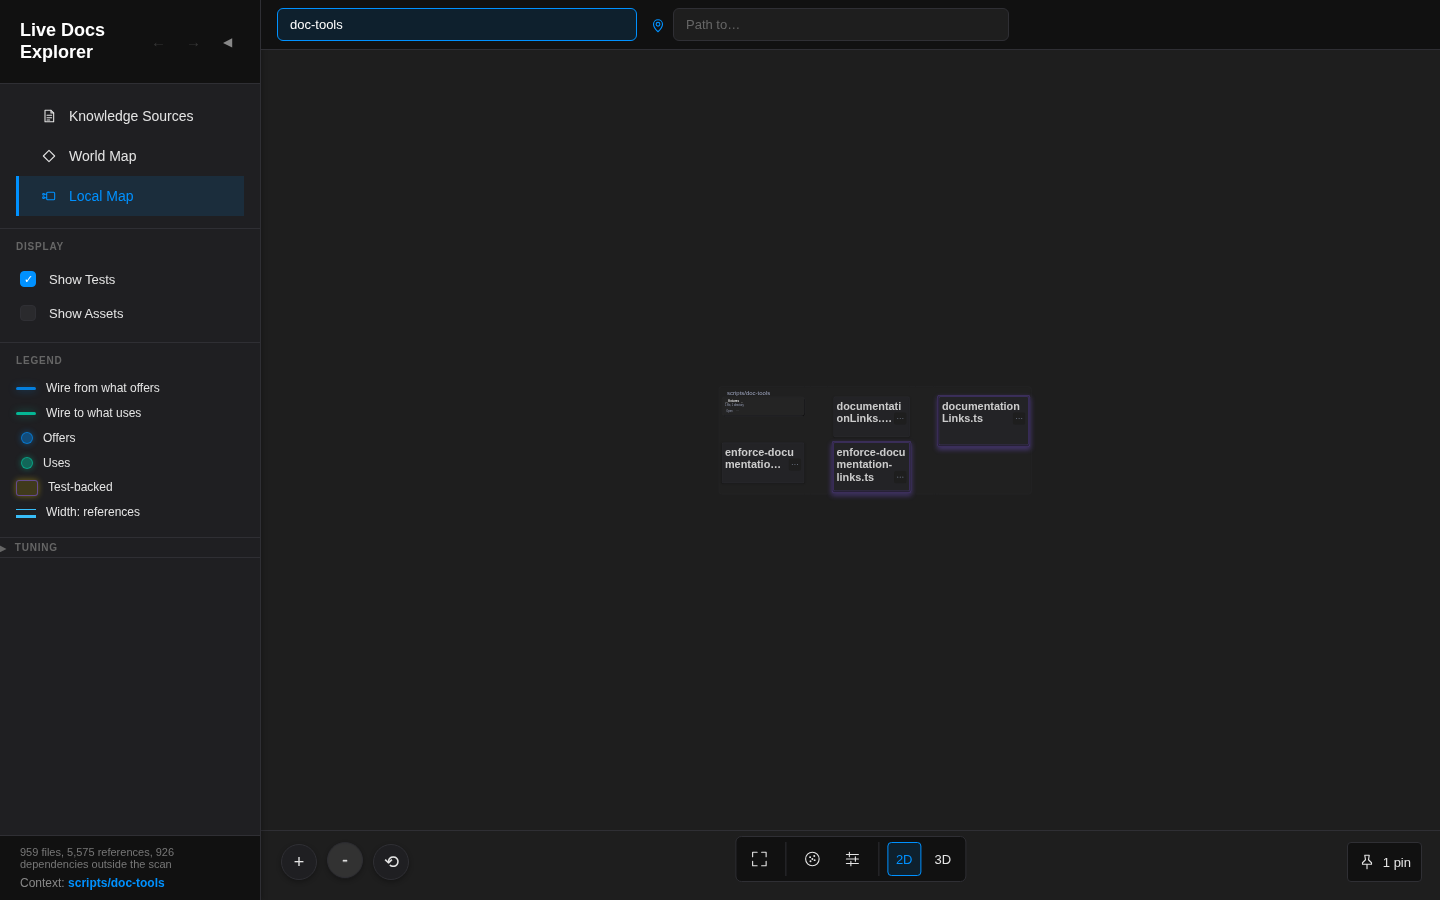 Live Docs
Explorer
← → ◀
Knowledge Sources
World Map
Local Map
DISPLAY
✓ Show Tests
Show Assets
LEGEND
Wire from what offers
Wire to what uses
Offers
Uses
Test-backed
Width: references
▶ TUNING
959 files, 5,575 references, 926
dependencies outside the scan
Context: scripts/doc-tools
doc-tools
Path to…
scripts/doc-tools
documentati
onLinks.… ···
documentation
Links.ts ···
enforce-docu
mentatio… ···
enforce-docu
mentation-
links.ts ···
+ - ⟲
2D 3D
1 pin